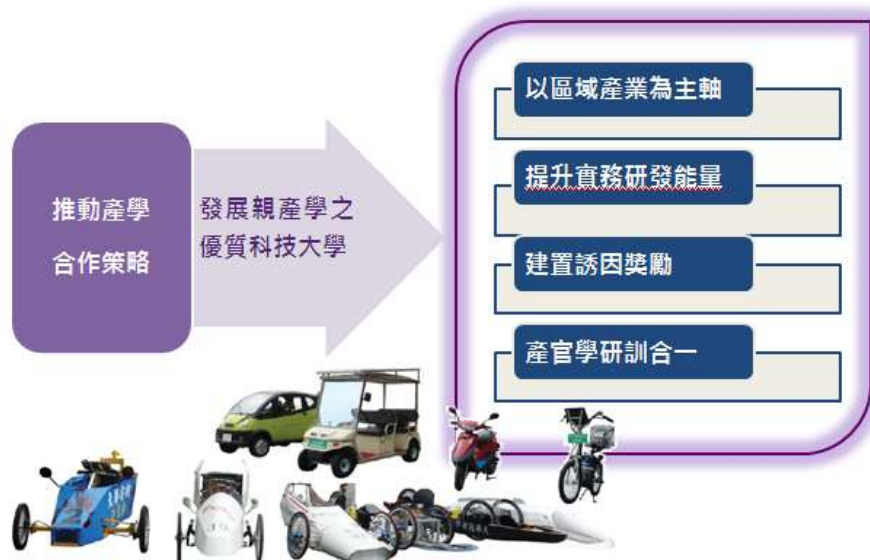 推動產學
合作策略
發展親產學之
優質科技大學
以區域產業為主軸
提升實務研發能量
建置誘因獎勵
產官學研訓合一